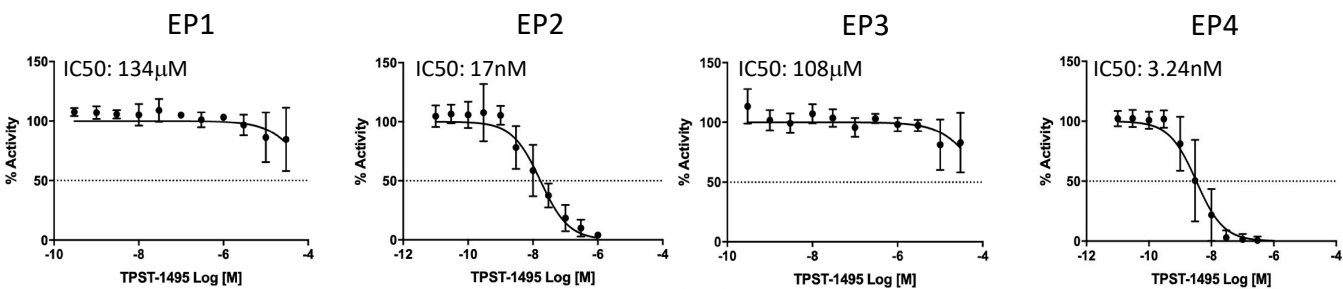 EP1
EP2
EP3
EP4
IC50: 134μM
IC50: 17nM
IC50: 108μM
IC50: 3.24nM
% Activity
150
100
50
0
-10
-8
-6
-4
TPST-1495 Log [M]
% Activity
150
100
50
0
-12
-10
-8
-6
-4
TPST-1495 Log [M]
% Activity
150
100
50
0
-10
-8
-6
-4
TPST-1495 Log [M]
% Activity
150
100
50
0
-12
-10
-8
-6
-4
TPST-1495 Log [M]